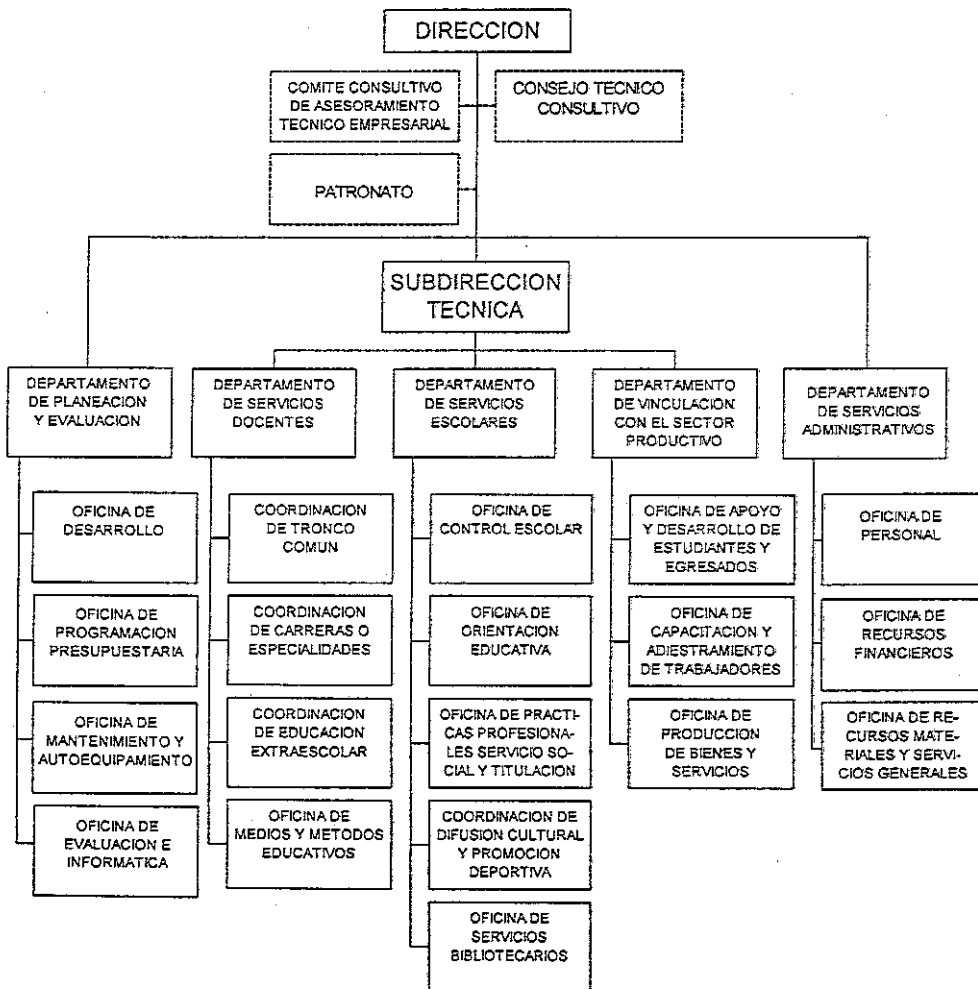 DIRECCION
COMITE CONSULTIVO
DE ASESORAMIENTO
TECNICO EMPRESARIAL
CONSEJO TECNICO
CONSULTIVO
PATRONATO
SUBDIRECCION
TECNICA
DEPARTAMENTO
DE PLANEACION
Y EVALUACION
DEPARTAMENTO
DE SERVICIOS
DOCENTES
DEPARTAMENTO
DE SERVICIOS
ESCOLARES
DEPARTAMENTO
DE VINCULACION
CON EL SECTOR
PRODUCTIVO
DEPARTAMENTO
DE SERVICIOS
ADMINISTRATIVOS
OFICINA DE
DESARROLLO
OFICINA DE
PROGRAMACION
PRESUPUESTARIA
OFICINA DE
MANTENIMIENTO Y
AUTOEQUIPAMIENTO
OFICINA DE
EVALUACION E
INFORMATICA
COORDINACION
DE TRONCO
COMUN
COORDINACION
DE CARRERAS O
ESPECIALIDADES
COORDINACION
DE EDUCACION
EXTRAESCOLAR
OFICINA DE
MEDIOS Y METODOS
EDUCATIVOS
OFICINA DE
CONTROL ESCOLAR
OFICINA DE
ORIENTACION
EDUCATIVA
OFICINA DE PRACTI-
CAS PROFESIONA-
LES SERVICIO SO-
CIAL Y TITULACION
COORDINACION DE
DIFUSION CULTURAL
Y PROMOCION
DEPORTIVA
OFICINA DE
SERVICIOS
BIBLIOTECARIOS
OFICINA DE APOYO
Y DESARROLLO DE
ESTUDIANTES Y
EGRESADOS
OFICINA DE
CAPACITACION Y
ADIESTRAMIENTO
DE TRABAJADORES
OFICINA DE
PRODUCCION
DE BIENES Y
SERVICIOS
OFICINA DE
PERSONAL
OFICINA DE
RECURSOS
FINANCIEROS
OFICINA DE RE-
CURSOS MATE-
RIALES Y SERVI-
CIOS GENERALES